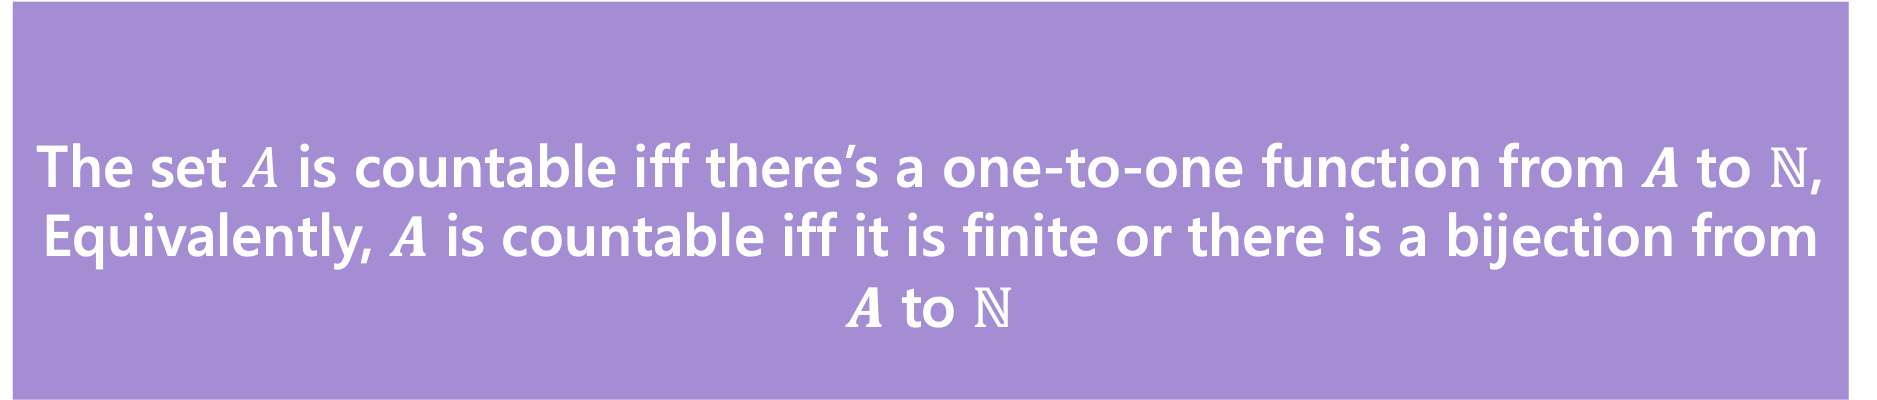 The set 𝐴 is countable iff there’s a one-to-one function from 𝑨 to ℕ,
Equivalently, 𝑨 is countable iff it is finite or there is a bijection from
𝑨 to ℕ